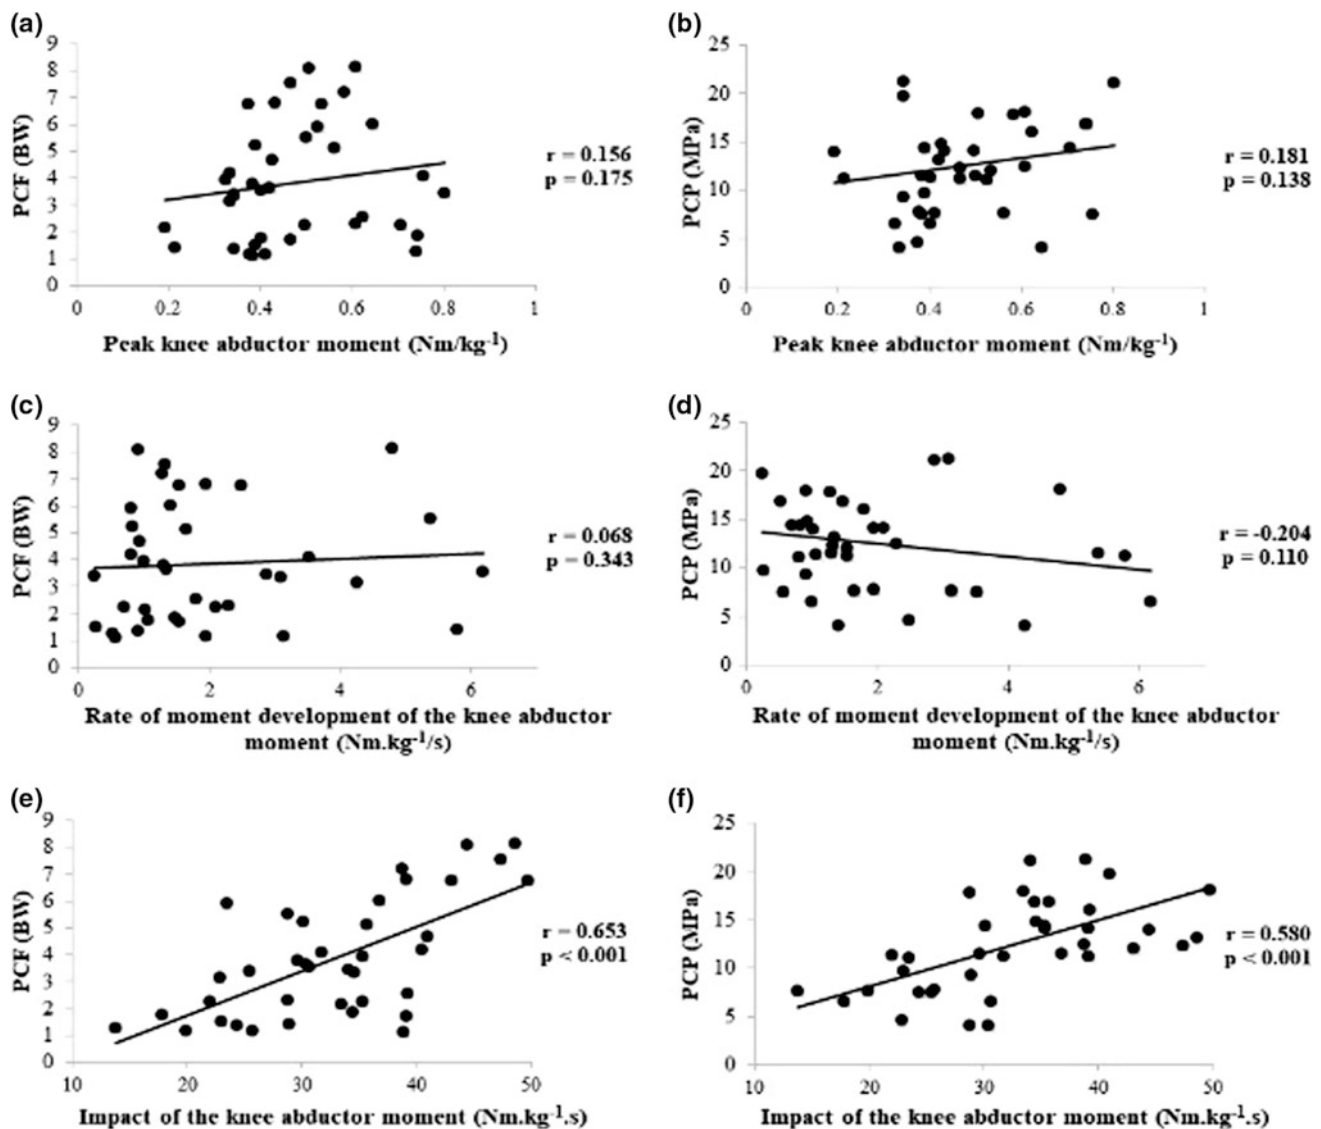 (a)
9
8
7
6
5
4
3
2
1
0
PCF (BW)
0 0.2 0.4 0.6 0.8 1
Peak knee abductor moment (Nm/kg⁻¹)
r = 0.156
p = 0.175
(b)
25
20
15
10
5
0
PCP (MPa)
0 0.2 0.4 0.6 0.8 1
Peak knee abductor moment (Nm/kg⁻¹)
r = 0.181
p = 0.138
(c)
9
8
7
6
5
4
3
2
1
0
PCF (BW)
0 2 4 6
Rate of moment development of the knee abductor
moment (Nm.kg⁻¹/s)
r = 0.068
p = 0.343
(d)
25
20
15
10
5
0
PCP (MPa)
0 2 4 6
Rate of moment development of the knee abductor
moment (Nm.kg⁻¹/s)
r = -0.204
p = 0.110
(e)
9
8
7
6
5
4
3
2
1
0
PCF (BW)
10 20 30 40 50
Impact of the knee abductor moment (Nm.kg⁻¹.s)
r = 0.653
p < 0.001
(f)
25
20
15
10
5
0
PCP (MPa)
10 20 30 40 50
Impact of the knee abductor moment (Nm.kg⁻¹.s)
r = 0.580
p < 0.001